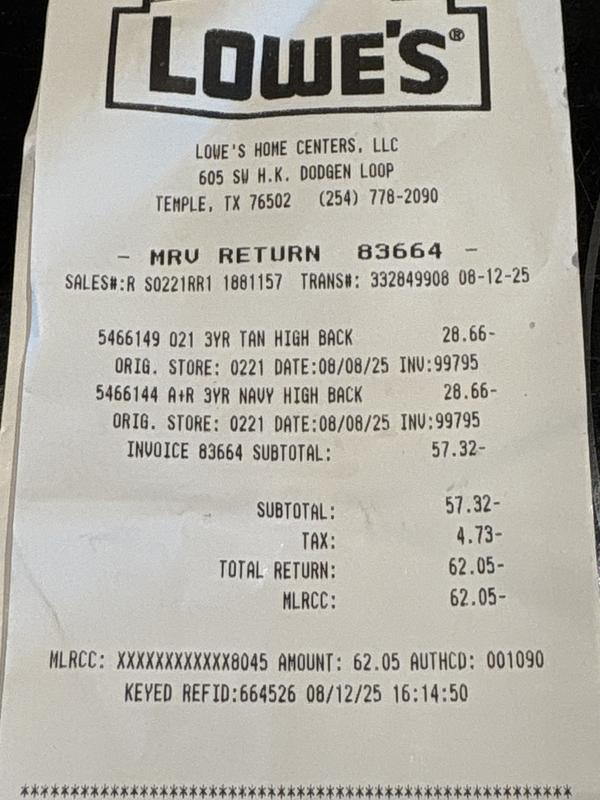 LOWE'S®
LOWE'S HOME CENTERS, LLC
605 SW H.K. DODGEN LOOP
TEMPLE, TX 76502 (254) 778-2090
- MRV RETURN 83664 -
SALES#:R S0221RR1 1881157 TRANS#: 332849908 08-12-25
5466149 021 3YR TAN HIGH BACK 28.66-
ORIG. STORE: 0221 DATE:08/08/25 INV:99795
5466144 A+R 3YR NAVY HIGH BACK 28.66-
ORIG. STORE: 0221 DATE:08/08/25 INV:99795
INVOICE 83664 SUBTOTAL: 57.32-
SUBTOTAL: 57.32-
TAX: 4.73-
TOTAL RETURN: 62.05-
MLRCC: 62.05-
MLRCC: XXXXXXXXXXXX8045 AMOUNT: 62.05 AUTHCD: 001090
KEYED REFID:664526 08/12/25 16:14:50
****************************************************